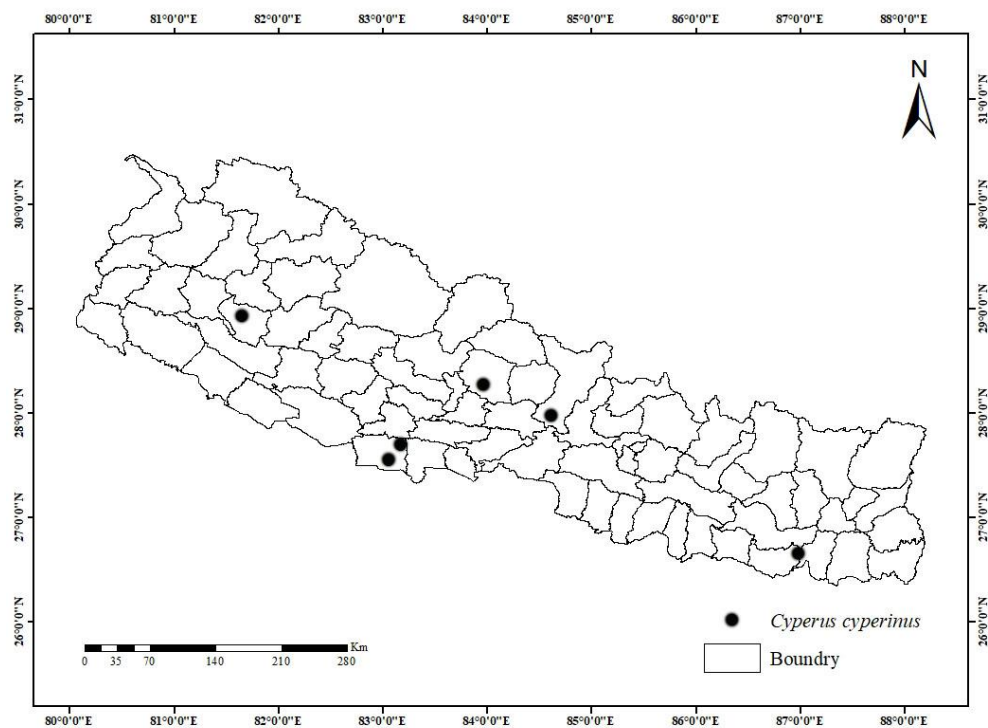 80°0'0"E 81°0'0"E 82°0'0"E 83°0'0"E 84°0'0"E 85°0'0"E 86°0'0"E 87°0'0"E 88°0'0"E
N
31°0'0"N 31°0'0"N
30°0'0"N 30°0'0"N
29°0'0"N 29°0'0"N
28°0'0"N 28°0'0"N
27°0'0"N 27°0'0"N
26°0'0"N 26°0'0"N
Cyperus cyperinus
Boundry
Km
0 35 70 140 210 280
80°0'0"E 81°0'0"E 82°0'0"E 83°0'0"E 84°0'0"E 85°0'0"E 86°0'0"E 87°0'0"E 88°0'0"E